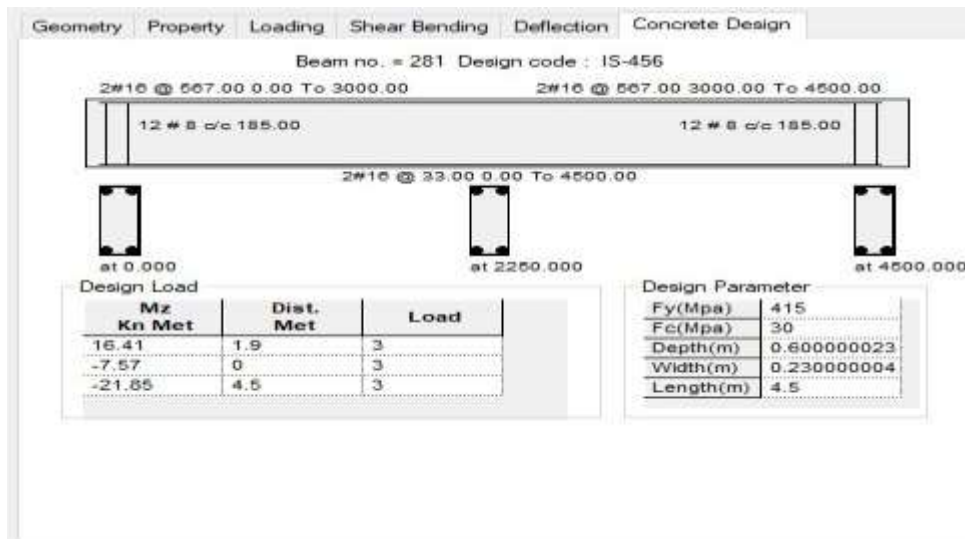 Geometry Property Loading Shear Bending Deflection Concrete Design
Beam no. = 281 Design code : IS-456
2#16 @ 567.00 0.00 To 3000.00 2#16 @ 567.00 3000.00 To 4500.00
12 # 8 c/c 185.00 12 # 8 c/c 185.00
2#16 @ 33.00 0.00 To 4500.00
at 0.000 at 2250.000 at 4500.000
Design Load Design Parameter
Mz Kn Met Dist. Met Load
16.41 1.9 3
-7.57 0 3
-21.85 4.5 3
Fy(Mpa) 415
Fc(Mpa) 30
Depth(m) 0.600000023
Width(m) 0.230000004
Length(m) 4.5